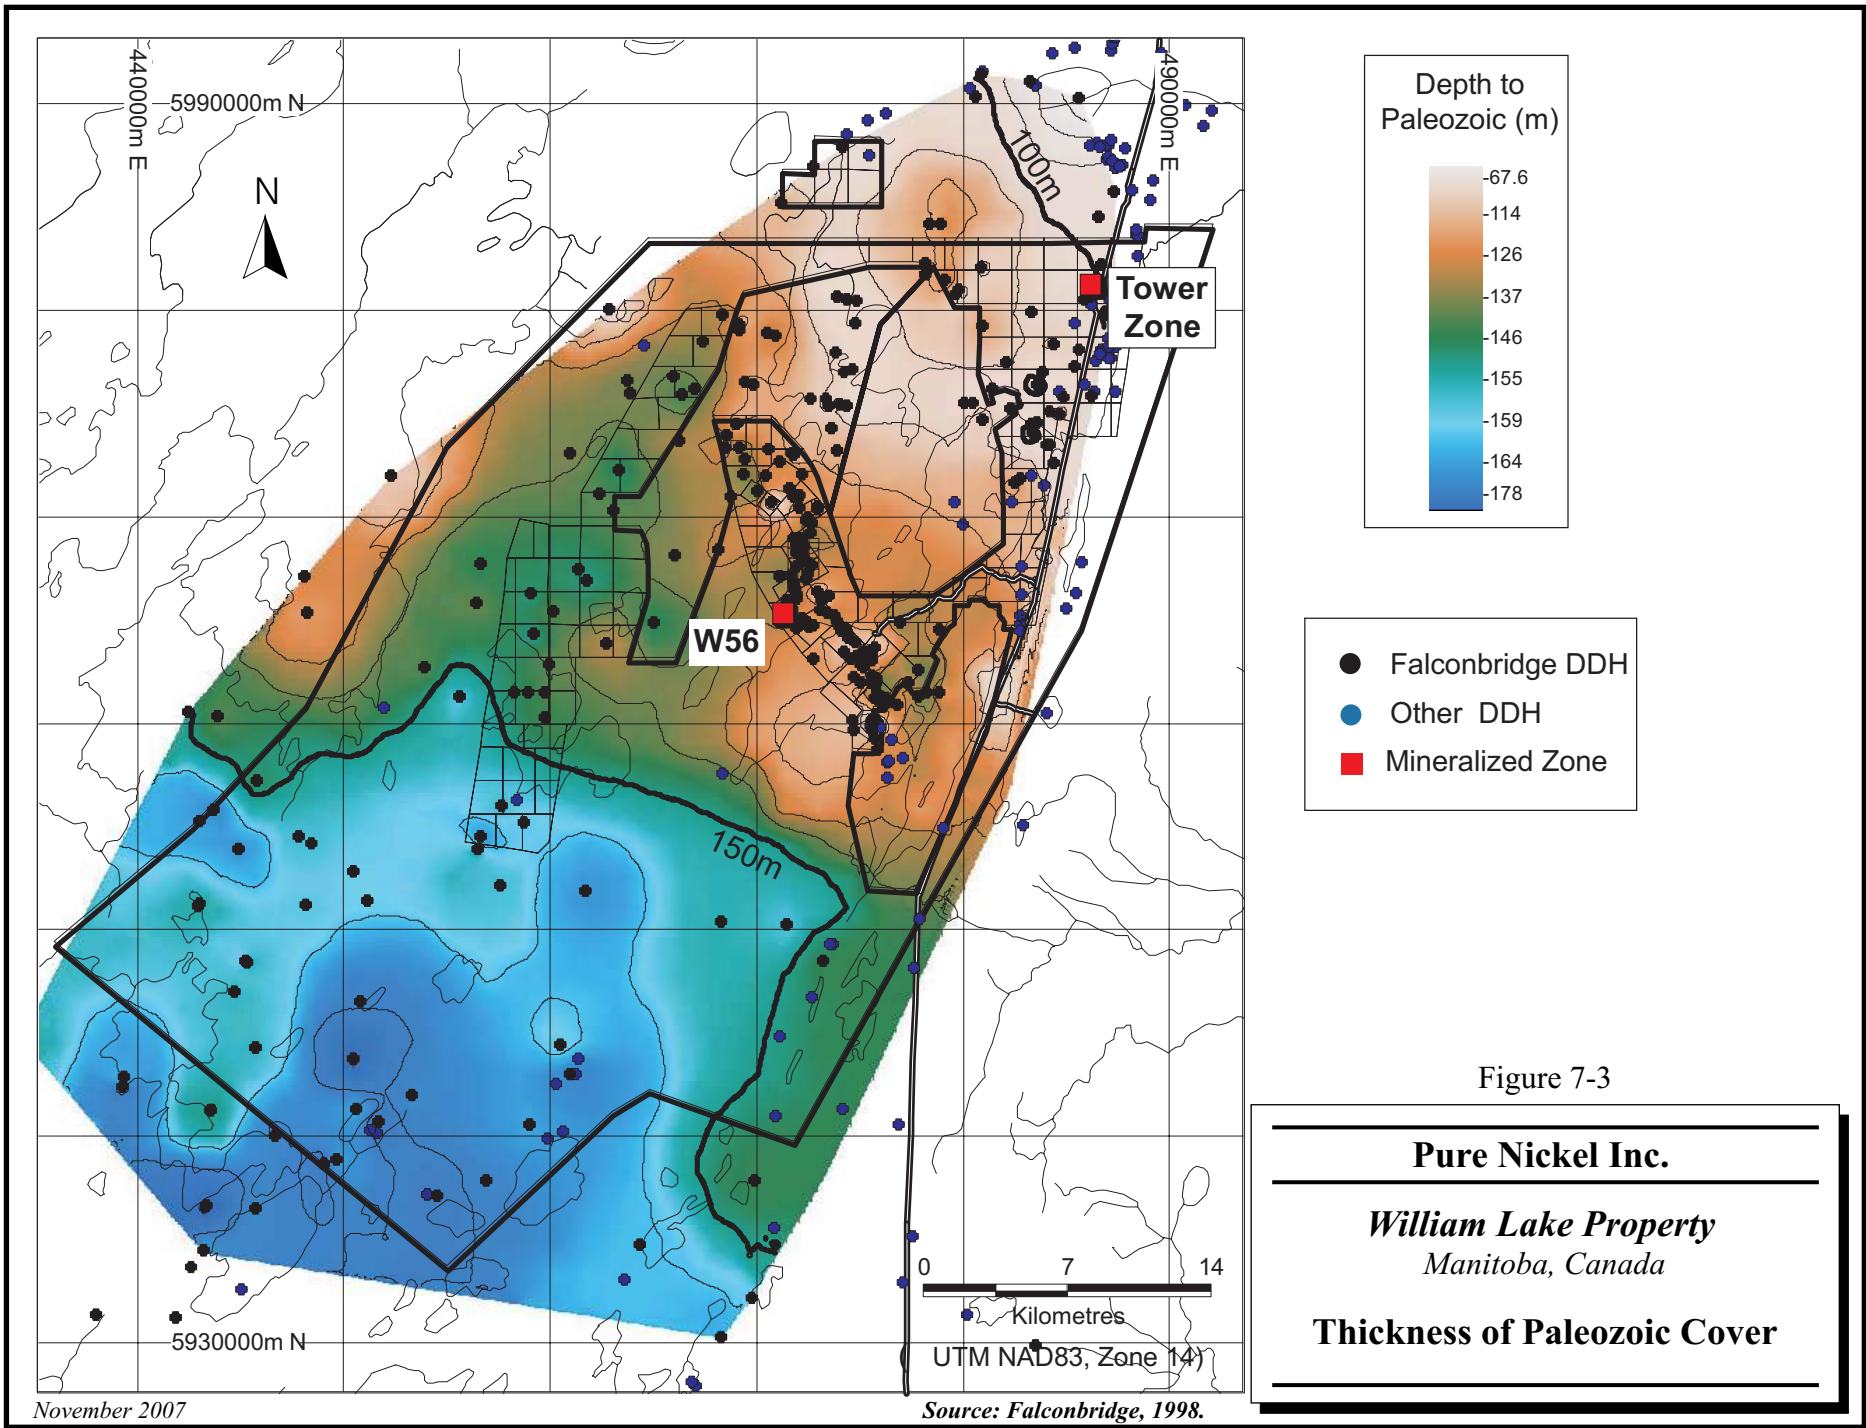 440000m E
5990000m N
490000m E
N
100m
Tower
Zone
W56
150m
0 7 14
Kilometres
5930000m N
( UTM NAD83, Zone 14)
Depth to
Paleozoic (m)
-67.6
-114
-126
-137
-146
-155
-159
-164
-178
Falconbridge DDH
Other DDH
Mineralized Zone
Figure 7-3
Pure Nickel Inc.
William Lake Property
Manitoba, Canada
Thickness of Paleozoic Cover
November 2007
Source: Falconbridge, 1998.